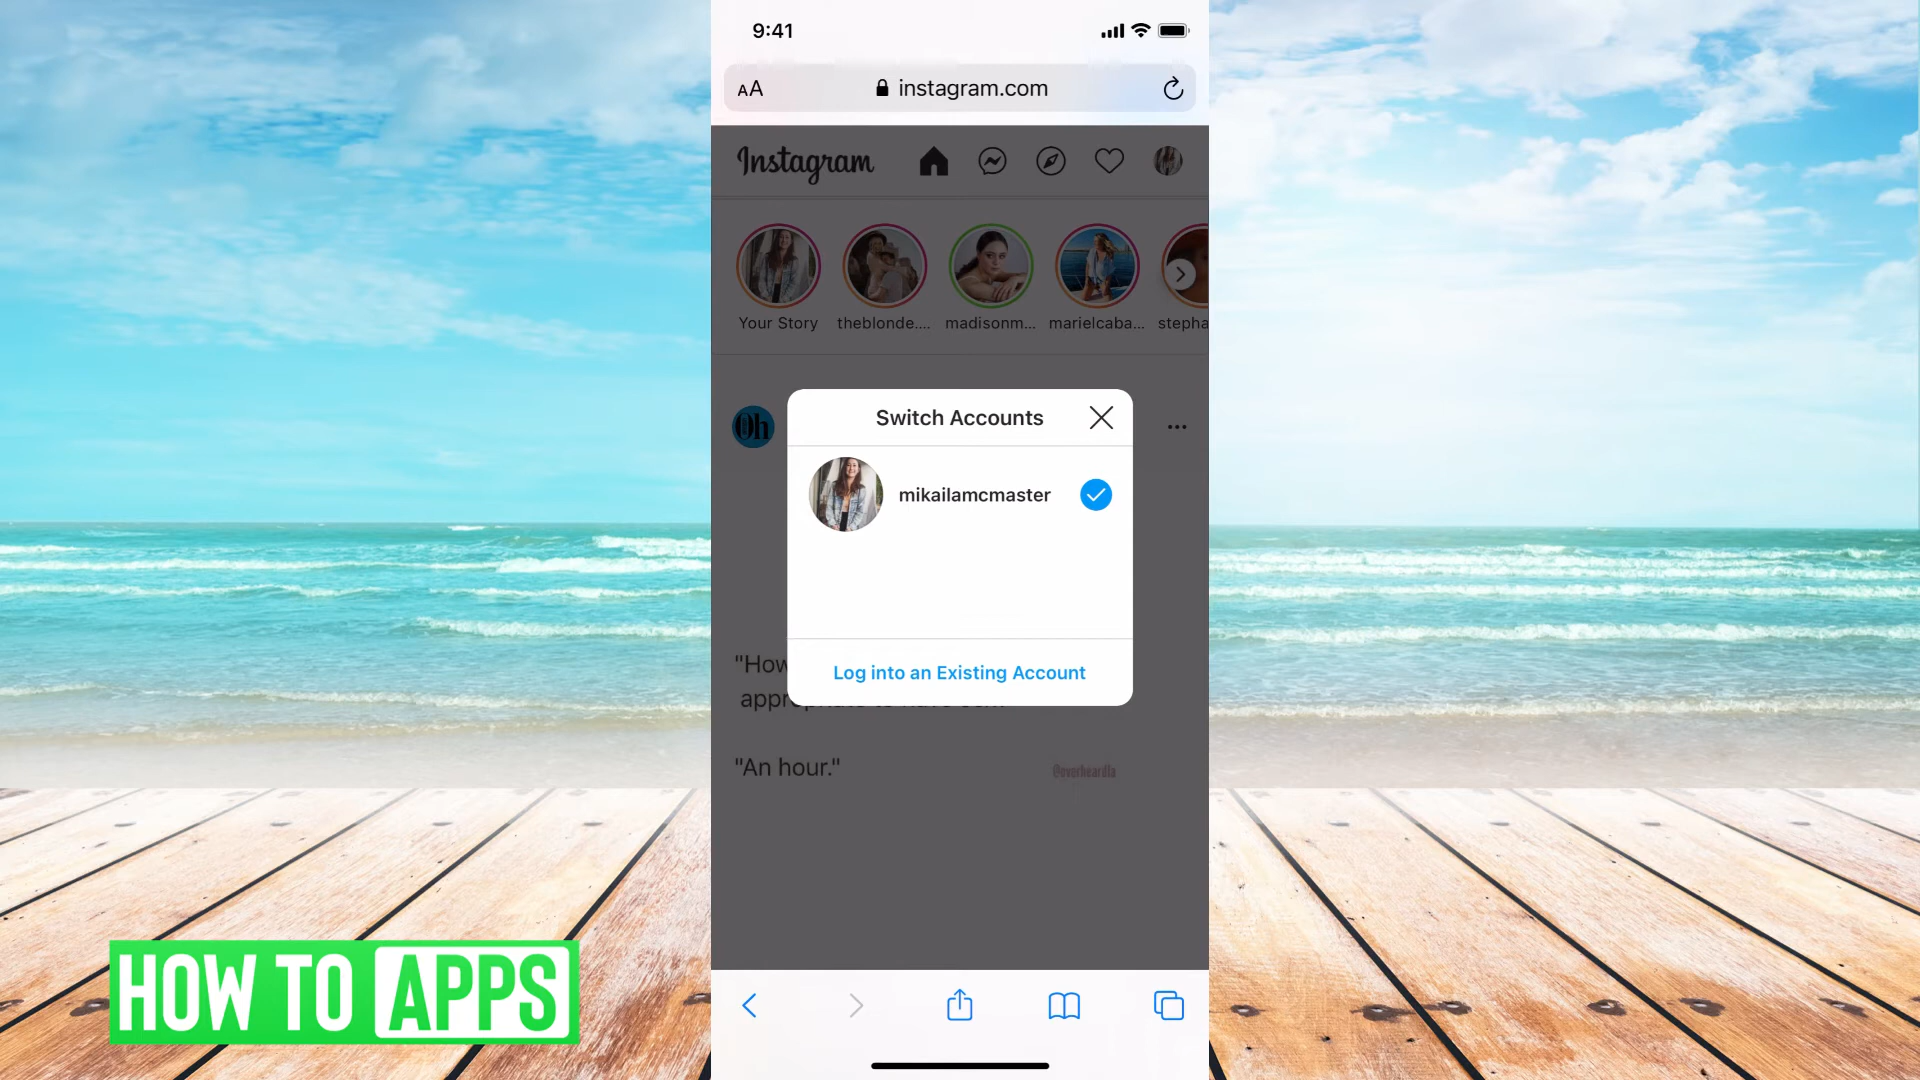 9:41
AA
instagram.com
Instagram
Your Story
theblonde....
madisonm...
marielcaba...
stepha
Oh
Switch Accounts
mikailamcmaster
Log into an Existing Account
"How
"An hour."
@overheardla
HOW TO APPS